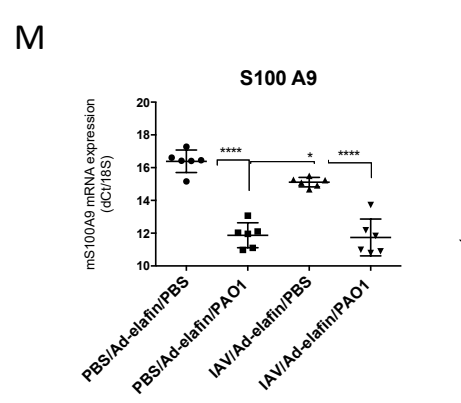 M
S100 A9
mS100A9 mRNA expression
(dCt/18S)
20
18
16
14
12
10
****
*
****
PBS/Ad-elafin/PBS
PBS/Ad-elafin/PAO1
IAV/Ad-elafin/PBS
IAV/Ad-elafin/PAO1